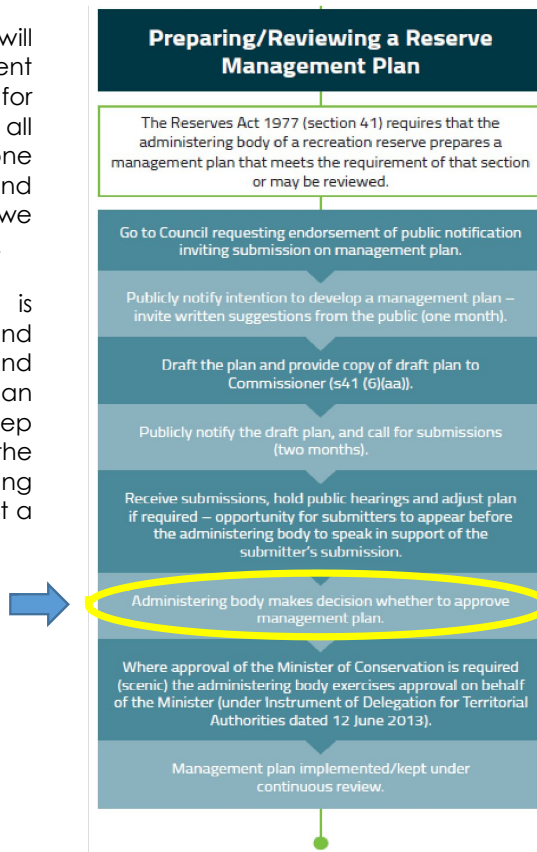 will
ent
for
all
one
and
we
is
and
and
an
ep
the
ng
t a
Preparing/Reviewing a Reserve
Management Plan
The Reserves Act 1977 (section 41) requires that the
administering body of a recreation reserve prepares a
management plan that meets the requirement of that section
or may be reviewed.
Go to Council requesting endorsement of public notification
inviting submission on management plan.
Publicly notify intention to develop a management plan –
invite written suggestions from the public (one month).
Draft the plan and provide copy of draft plan to
Commissioner (s41 (6)(aa)).
Publicly notify the draft plan, and call for submissions
(two months).
Receive submissions, hold public hearings and adjust plan
if required – opportunity for submitters to appear before
the administering body to speak in support of the
submitter's submission.
Administering body makes decision whether to approve
management plan.
Where approval of the Minister of Conservation is required
(scenic) the administering body exercises approval on behalf
of the Minister (under Instrument of Delegation for Territorial
Authorities dated 12 June 2013).
Management plan implemented/kept under
continuous review.